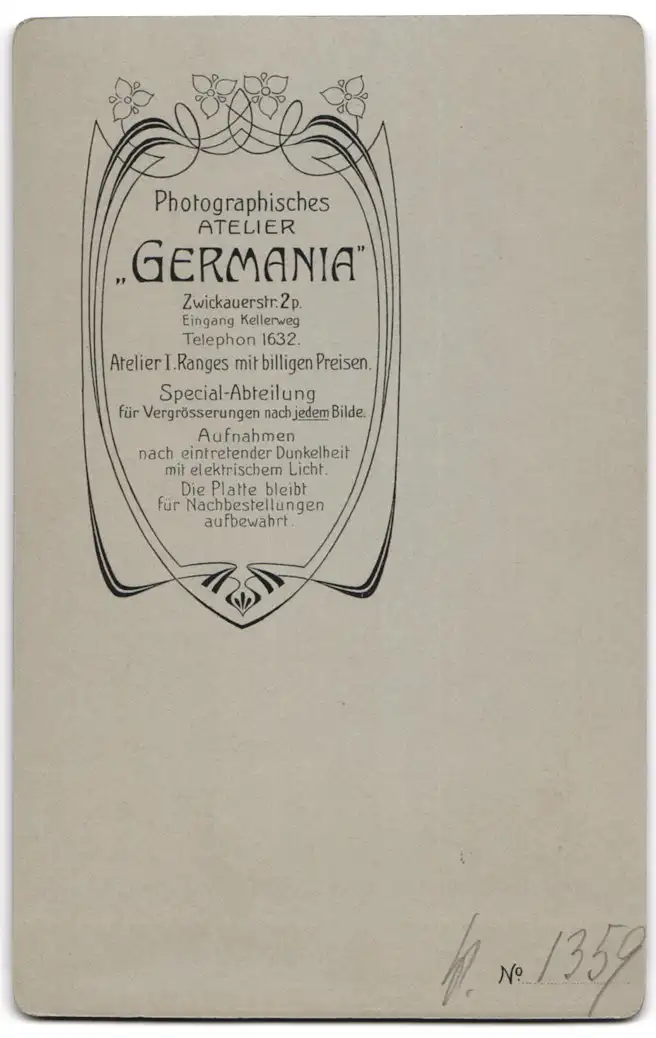 Photographisches
ATELIER
„GERMANIA"
Zwickauerstr. 2 p.
Eingang Kellerweg
Telephon 1632.
Atelier I. Ranges mit billigen Preisen.
Special-Abteilung
für Vergrösserungen nach jedem Bilde.
Aufnahmen
nach eintretender Dunkelheit
mit elektrischem Licht.
Die Platte bleibt
für Nachbestellungen
aufbewahrt.
No. 1359